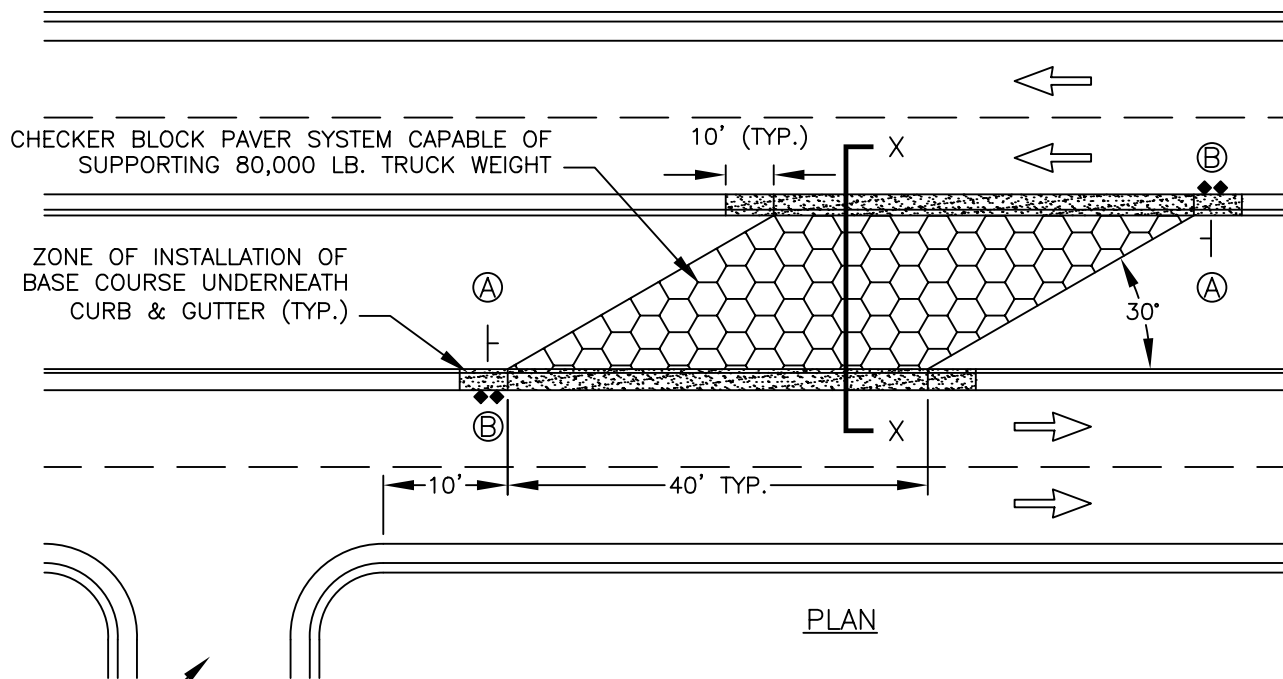 CHECKER BLOCK PAVER SYSTEM CAPABLE OF
SUPPORTING 80,000 LB. TRUCK WEIGHT
10' (TYP.)
X
B
ZONE OF INSTALLATION OF
BASE COURSE UNDERNEATH
CURB & GUTTER (TYP.)
A
A
30°
B
X
10'
40' TYP.
PLAN